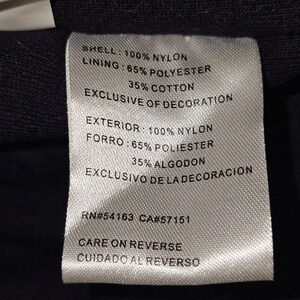 SHELL: 100% NYLON
LINING: 65% POLYESTER
35% COTTON
EXCLUSIVE OF DECORATION
EXTERIOR: 100% NYLON
FORRO: 65% POLIESTER
35% ALGODON
EXCLUSIVO DE LA DECORACION
RN#54163 CA#57151
CARE ON REVERSE
CUIDADO AL REVERSO